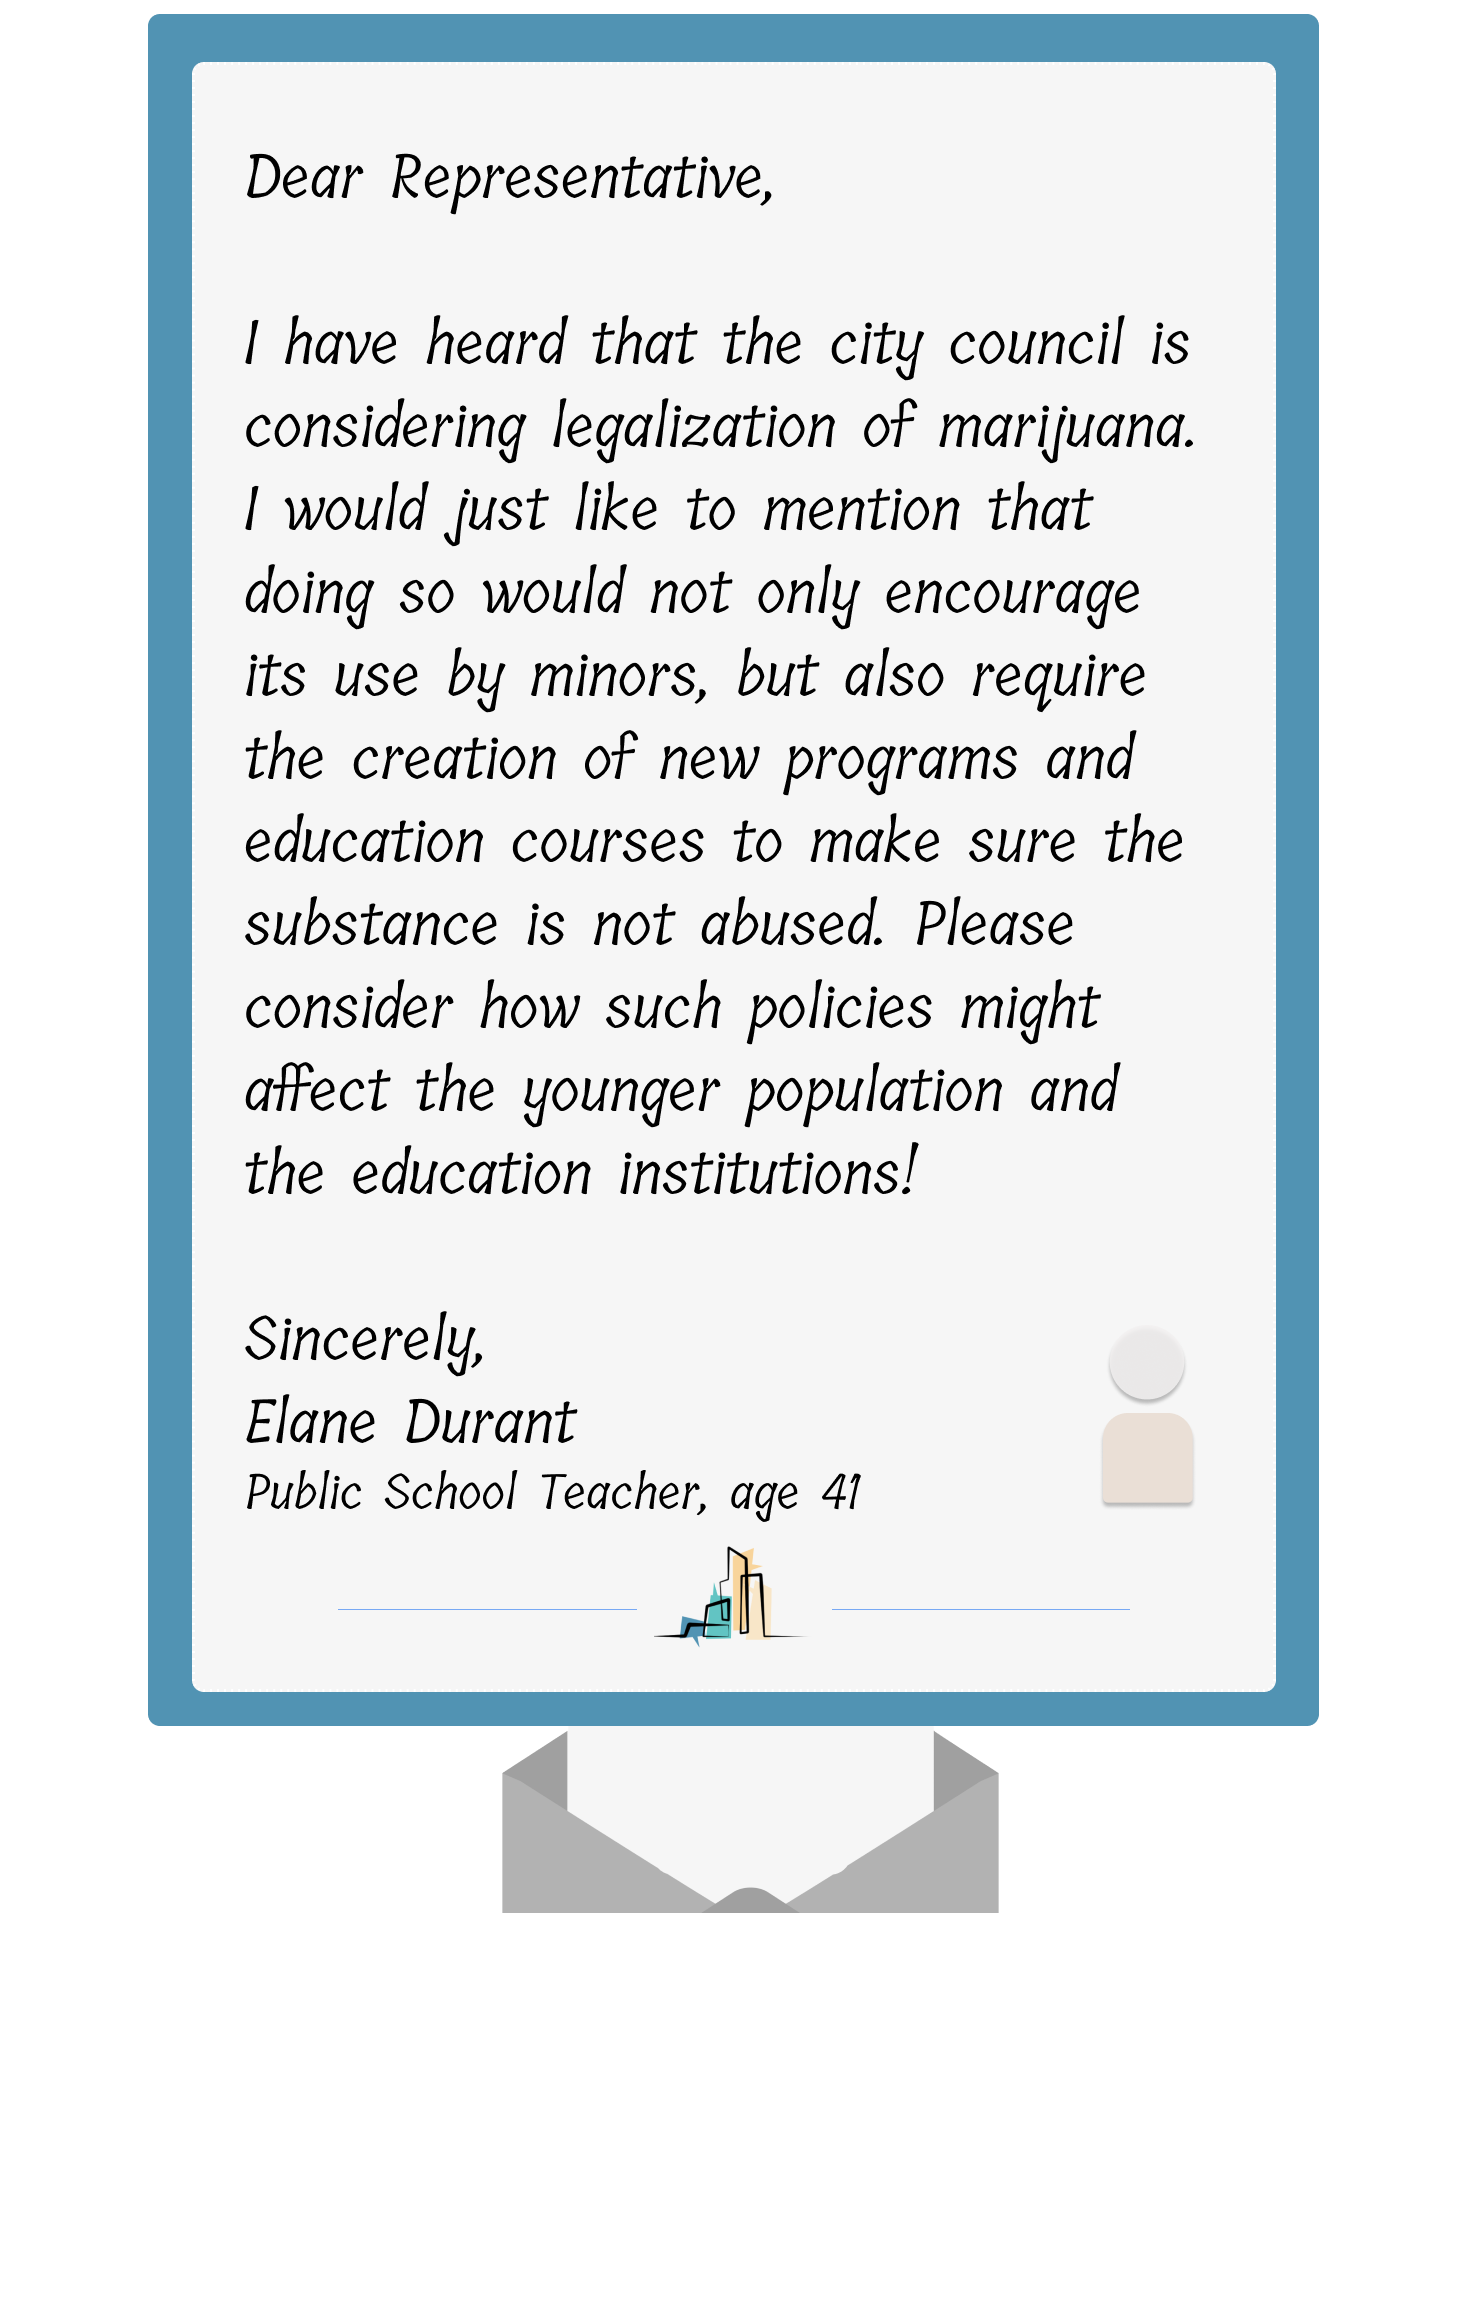 Dear Representative,
I have heard that the city council is
considering legalization of marijuana.
I would just like to mention that
doing so would not only encourage
its use by minors, but also require
the creation of new programs and
education courses to make sure the
substance is not abused. Please
consider how such policies might
affect the younger population and
the education institutions!
Sincerely,
Elane Durant
Public School Teacher, age 41